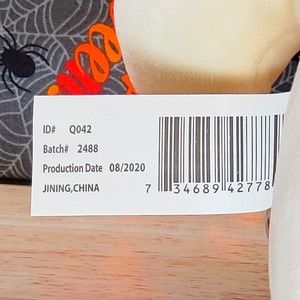 ID# Q042
Batch# 2488
Production Date 08/2020
JINING,CHINA
7 34689 42778